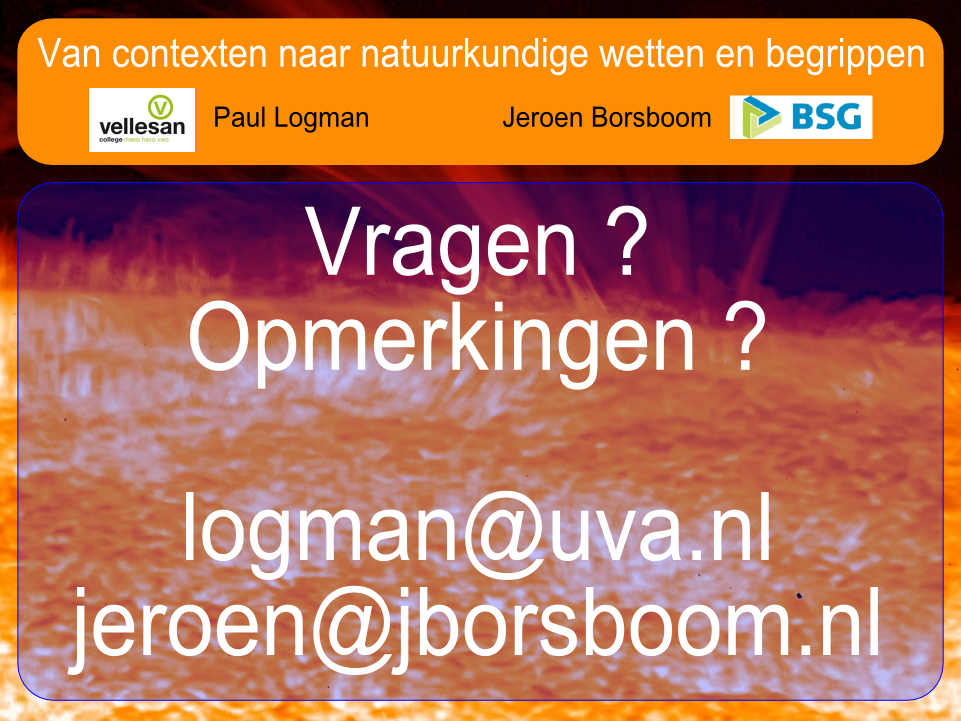 Van contexten naar natuurkundige wetten en begrippen
vellesan
college mavo havo vwo
Paul Logman
Jeroen Borsboom
BSG
Vragen ?
Opmerkingen ?
logman@uva.nl
jeroen@jborsboom.nl